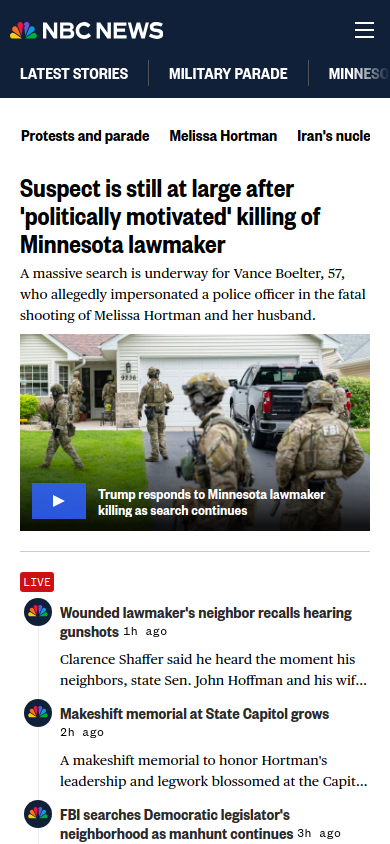 NBC NEWS
LATEST STORIES
MILITARY PARADE
MINNESO
Protests and parade
Melissa Hortman
Iran's nucle
Suspect is still at large after
'politically motivated' killing of
Minnesota lawmaker
A massive search is underway for Vance Boelter, 57,
who allegedly impersonated a police officer in the fatal
shooting of Melissa Hortman and her husband.
9236
FBI
Trump responds to Minnesota lawmaker
killing as search continues
LIVE
Wounded lawmaker's neighbor recalls hearing
gunshots 1h ago
Clarence Shaffer said he heard the moment his
neighbors, state Sen. John Hoffman and his wif...
Makeshift memorial at State Capitol grows
2h ago
A makeshift memorial to honor Hortman's
leadership and legwork blossomed at the Capit...
FBI searches Democratic legislator's
neighborhood as manhunt continues 3h ago